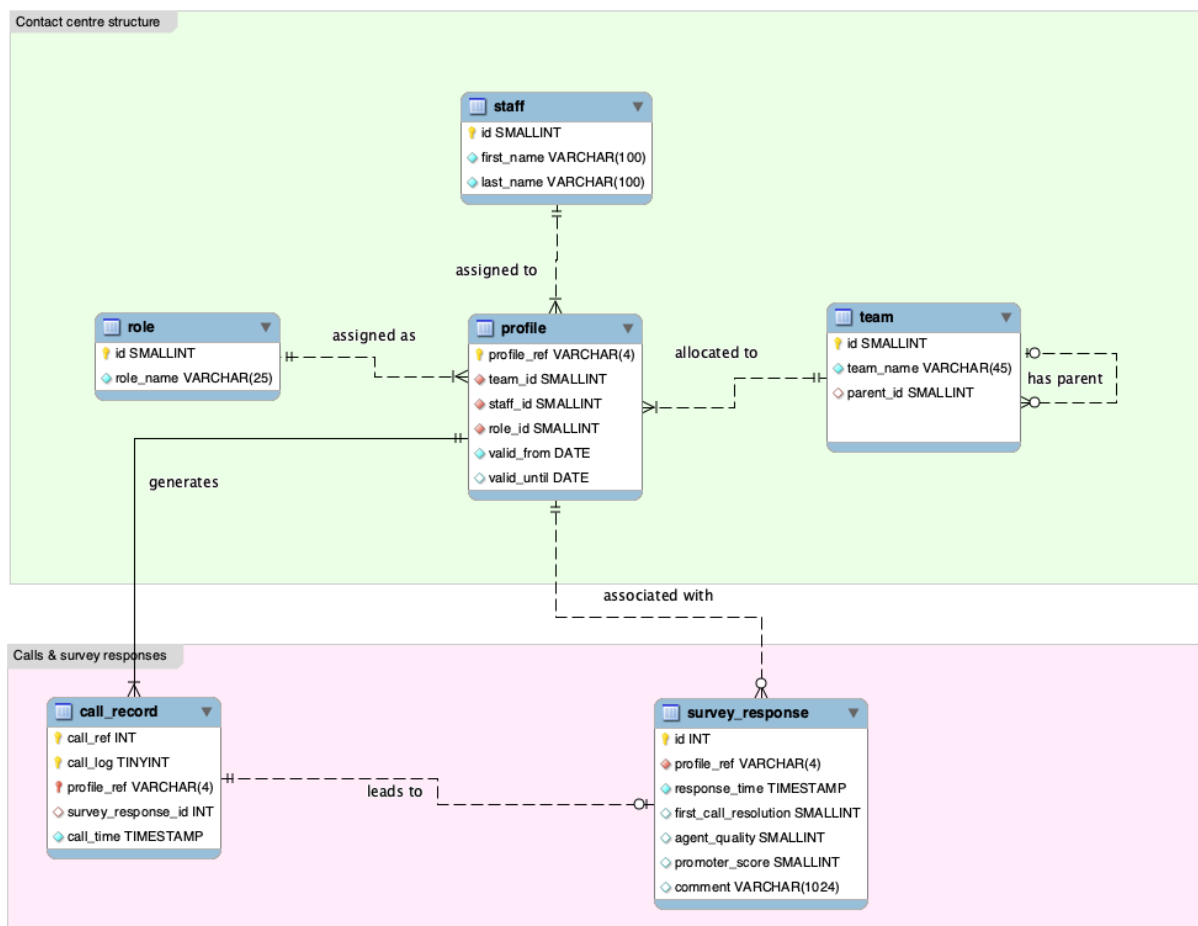 Contact centre structure
staff
id SMALLINT
first_name VARCHAR(100)
last_name VARCHAR(100)
assigned to
role
id SMALLINT
role_name VARCHAR(25)
assigned as
profile
profile_ref VARCHAR(4)
team_id SMALLINT
staff_id SMALLINT
role_id SMALLINT
valid_from DATE
valid_until DATE
allocated to
team
id SMALLINT
team_name VARCHAR(45)
parent_id SMALLINT
has parent
generates
associated with
Calls & survey responses
call_record
call_ref INT
call_log TINYINT
profile_ref VARCHAR(4)
survey_response_id INT
call_time TIMESTAMP
leads to
survey_response
id INT
profile_ref VARCHAR(4)
response_time TIMESTAMP
first_call_resolution SMALLINT
agent_quality SMALLINT
promoter_score SMALLINT
comment VARCHAR(1024)